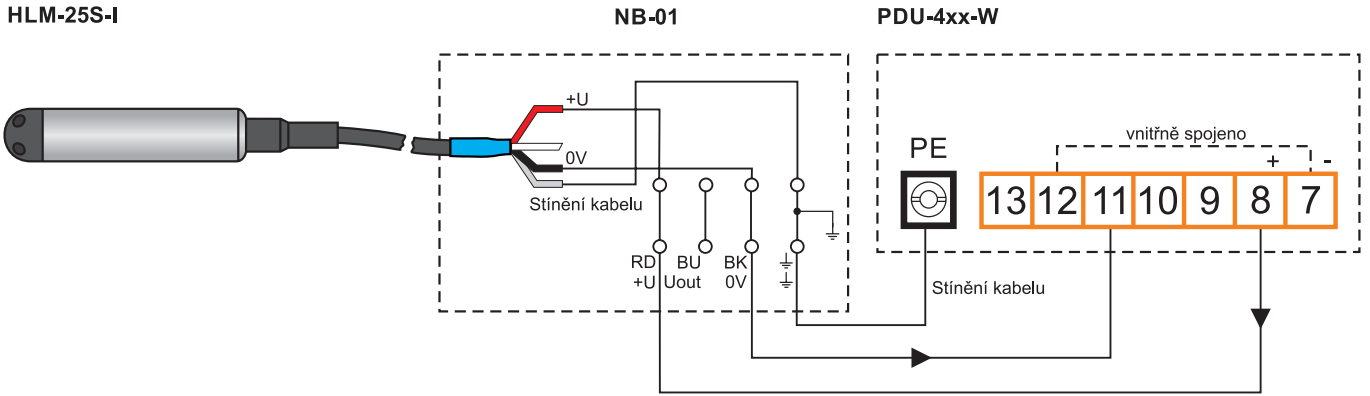 HLM-25S-I
NB-01
PDU-4xx-W
+U
0V
Stínění kabelu
RD BU BK
+U Uout 0V
PE
vnitřně spojeno
+ -
13 12 11 10 9 8 7
Stínění kabelu